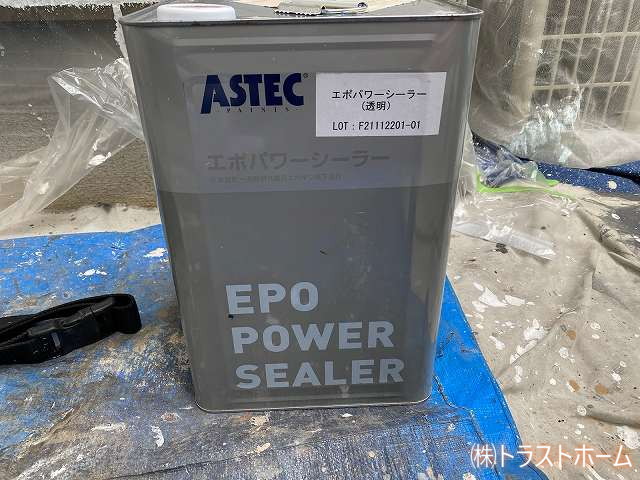 ASTEC
PAINTS
エポパワーシーラー
(透明)
LOT : F21112201-01
エポパワーシーラー
EPO
POWER
SEALER
㈱トラストホーム